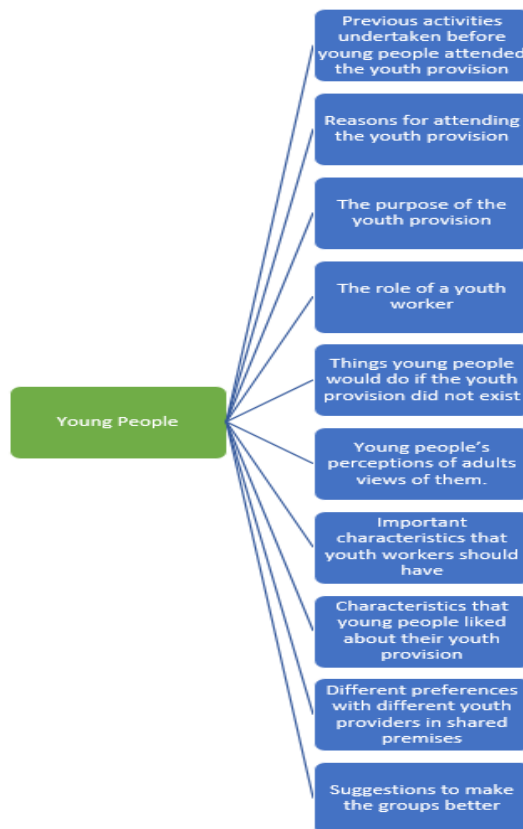 Previous activities
undertaken before
young people attended
the youth provision
Reasons for attending
the youth provision
The purpose of the
youth provision
The role of a youth
worker
Things young people
would do if the youth
provision did not exist
Young People
Young people's
perceptions of adults
views of them.
Important
characteristics that
youth workers should
have
Characteristics that
young people liked
about their youth
provision
Different preferences
with different youth
providers in shared
premises
Suggestions to make
the groups better